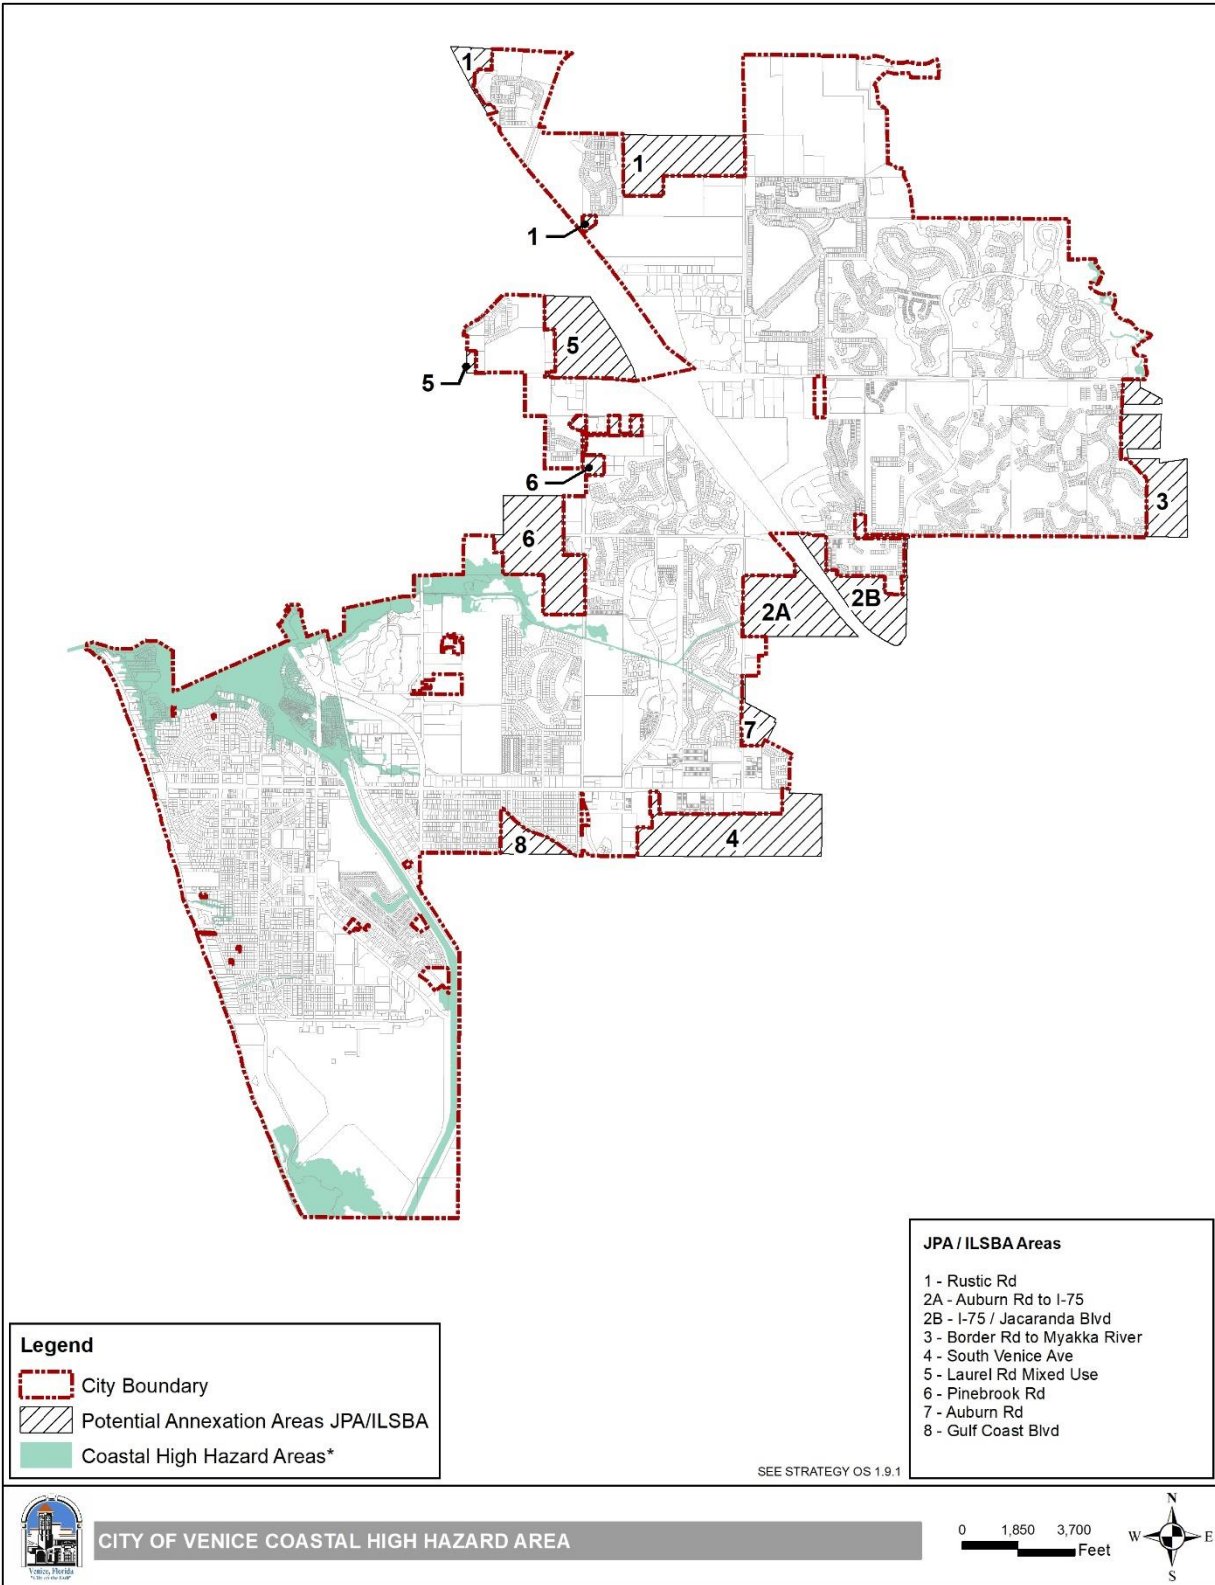 1
1
1
5
5
6
6
3
2A
2B
7
4
8
JPA / ILSBA Areas
1 - Rustic Rd
2A - Auburn Rd to I-75
2B - I-75 / Jacaranda Blvd
3 - Border Rd to Myakka River
4 - South Venice Ave
5 - Laurel Rd Mixed Use
6 - Pinebrook Rd
7 - Auburn Rd
8 - Gulf Coast Blvd
Legend
City Boundary
Potential Annexation Areas JPA/ILSBA
Coastal High Hazard Areas*
SEE STRATEGY OS 1.9.1
Venice, Florida
"City on the Gulf"
CITY OF VENICE COASTAL HIGH HAZARD AREA
0 1,850 3,700
Feet
N
W E
S